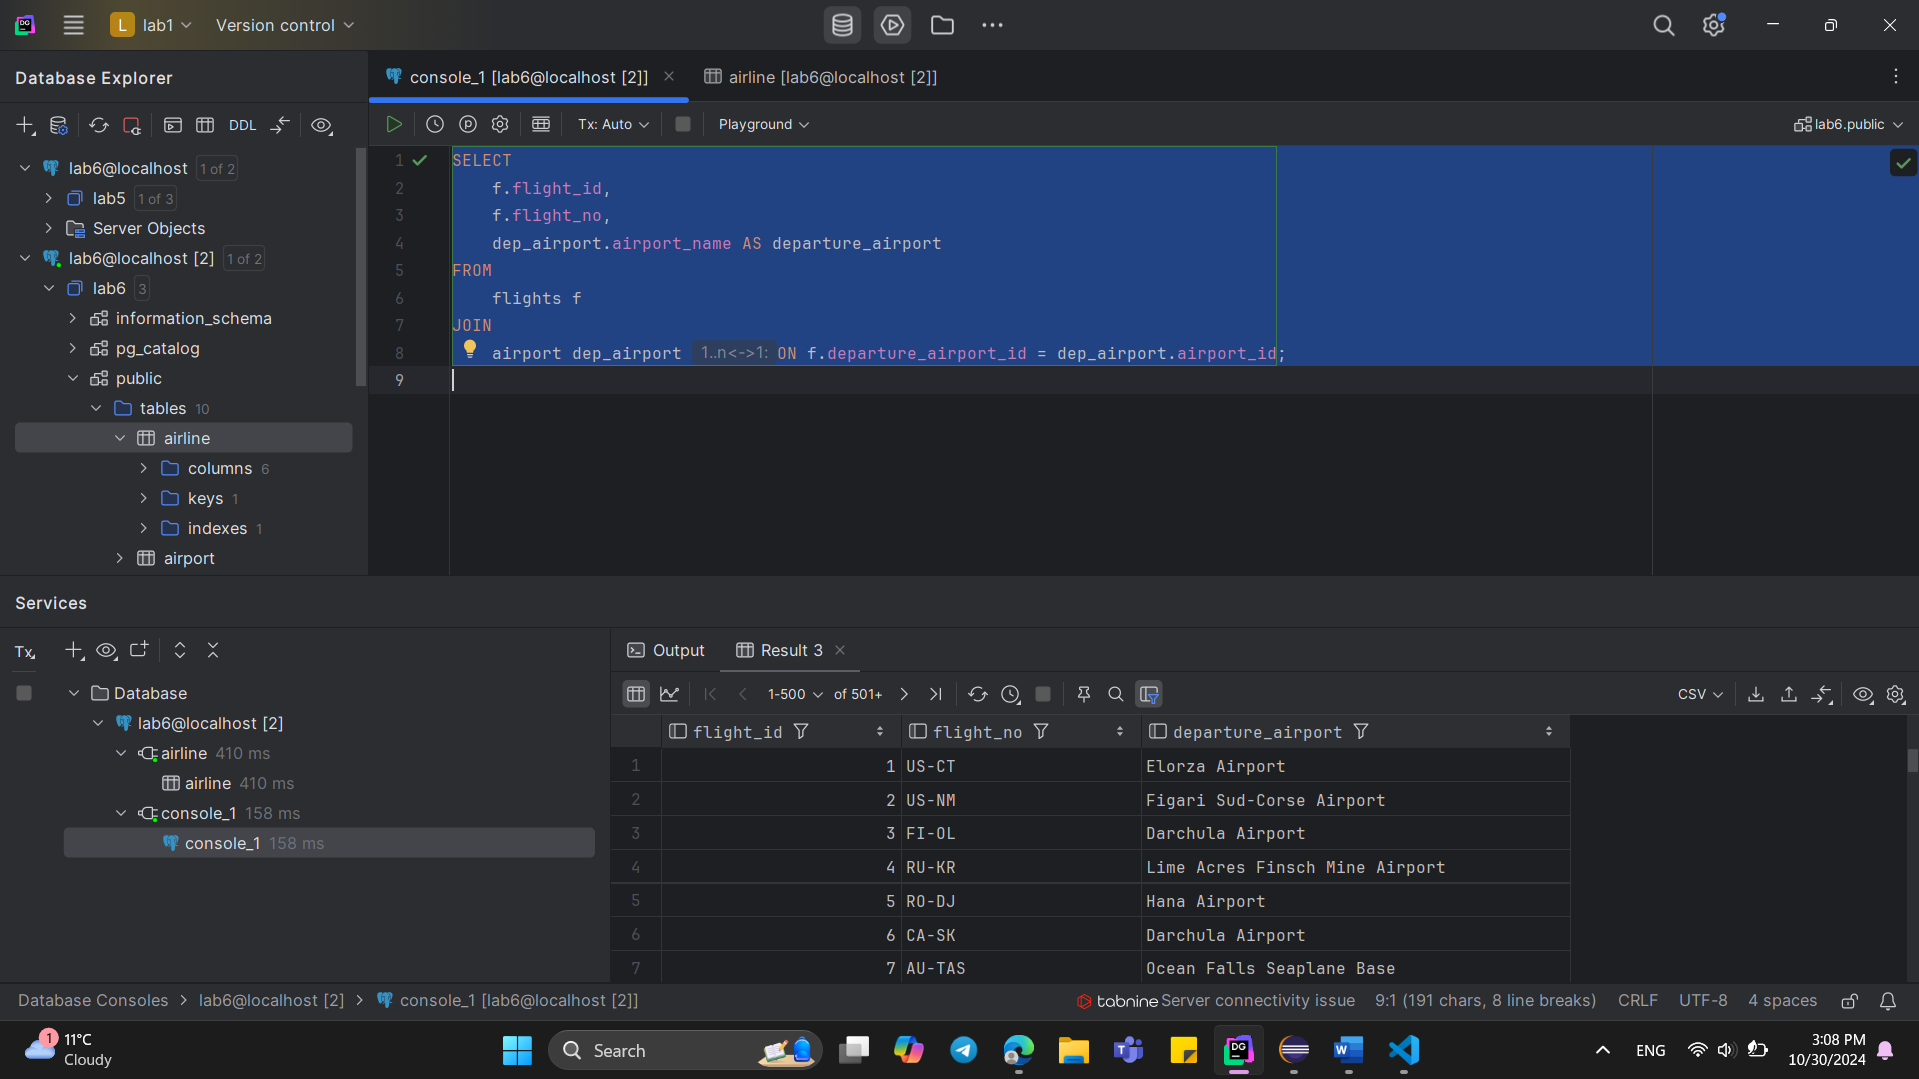 L lab1 Version control
Database Explorer
console_1 [lab6@localhost [2]] airline [lab6@localhost [2]]
DDL
Tx: Auto Playground lab6.public
lab6@localhost 1 of 2
lab5 1 of 3
Server Objects
lab6@localhost [2] 1 of 2
lab6 3
information_schema
pg_catalog
public
tables 10
airline
columns 6
keys 1
indexes 1
airport
1 SELECT
2 f.flight_id,
3 f.flight_no,
4 dep_airport.airport_name AS departure_airport
5 FROM
6 flights f
7 JOIN
8 airport dep_airport 1..n<->1: ON f.departure_airport_id = dep_airport.airport_id;
9
Services
Tx
Database
lab6@localhost [2]
airline 410 ms
airline 410 ms
console_1 158 ms
console_1 158 ms
Output Result 3
1-500 of 501+ CSV
flight_id flight_no departure_airport
1 1 US-CT Elorza Airport
2 2 US-NM Figari Sud-Corse Airport
3 3 FI-OL Darchula Airport
4 4 RU-KR Lime Acres Finsch Mine Airport
5 5 RO-DJ Hana Airport
6 6 CA-SK Darchula Airport
7 7 AU-TAS Ocean Falls Seaplane Base
Database Consoles > lab6@localhost [2] > console_1 [lab6@localhost [2]]
tabnine Server connectivity issue 9:1 (191 chars, 8 line breaks) CRLF UTF-8 4 spaces
1 11°C
Cloudy
Search
DG
ENG
3:08 PM
10/30/2024